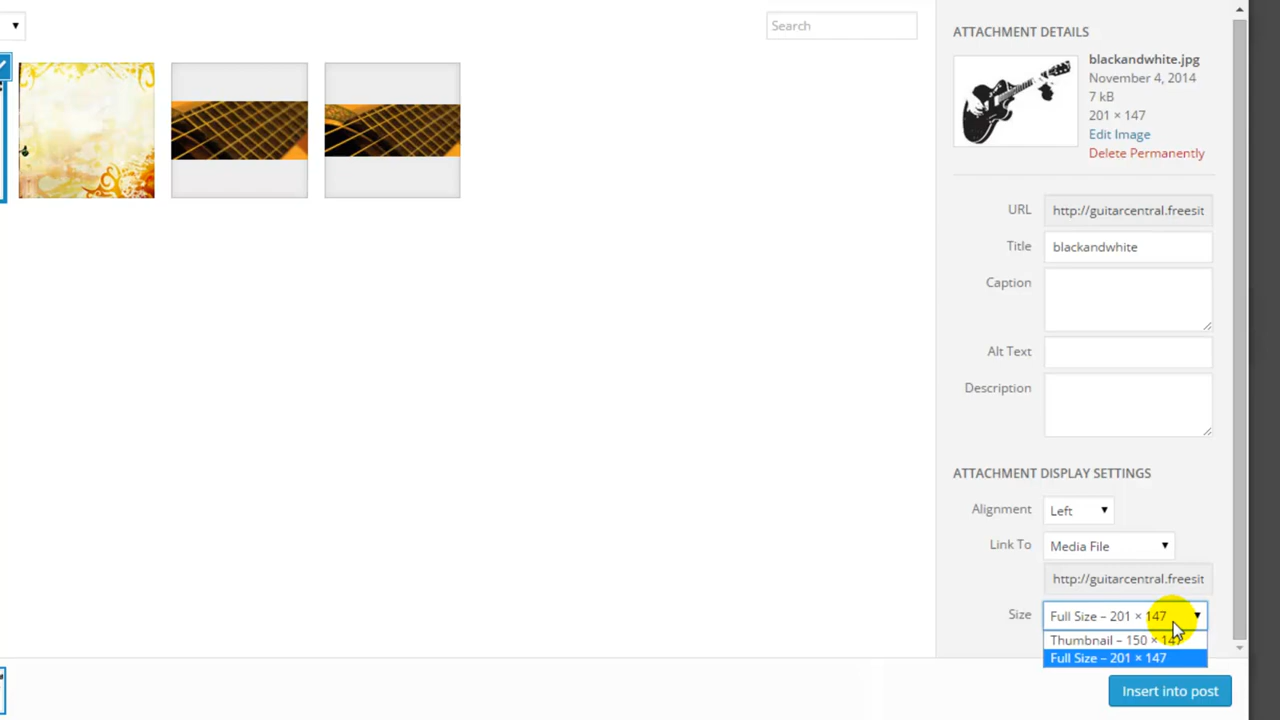 Search
ATTACHMENT DETAILS
blackandwhite.jpg
November 4, 2014
7 kB
201 × 147
Edit Image
Delete Permanently
URL http://guitarcentral.freesit
Title blackandwhite
Caption
Alt Text
Description
ATTACHMENT DISPLAY SETTINGS
Alignment Left
Link To Media File
http://guitarcentral.freesit
Size Full Size – 201 × 147
Thumbnail – 150 × 147
Full Size – 201 × 147
Insert into post